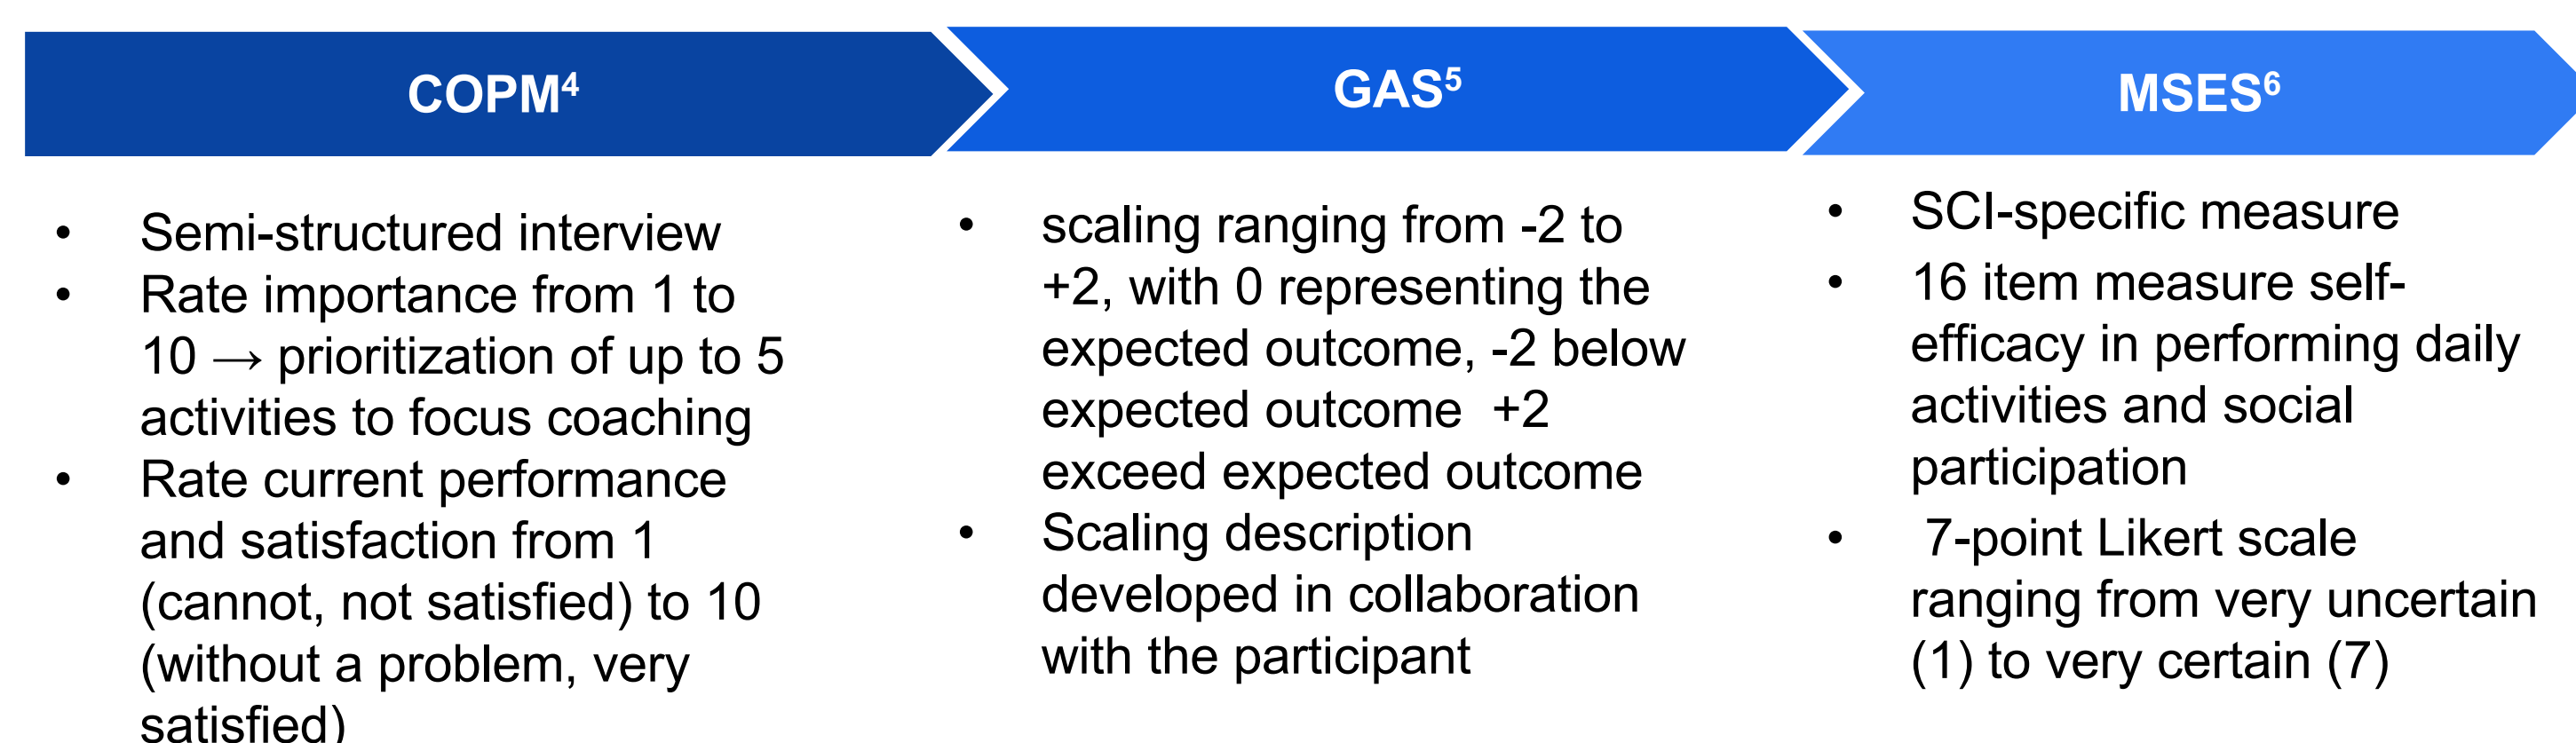 COPM⁴
• Semi-structured interview
• Rate importance from 1 to
10 → prioritization of up to 5
activities to focus coaching
• Rate current performance
and satisfaction from 1
(cannot, not satisfied) to 10
(without a problem, very
satisfied)
GAS⁵
• scaling ranging from -2 to
+2, with 0 representing the
expected outcome, -2 below
expected outcome  +2
exceed expected outcome
• Scaling description
developed in collaboration
with the participant
MSES⁶
• SCI-specific measure
• 16 item measure self-
efficacy in performing daily
activities and social
participation
• 7-point Likert scale
ranging from very uncertain
(1) to very certain (7)